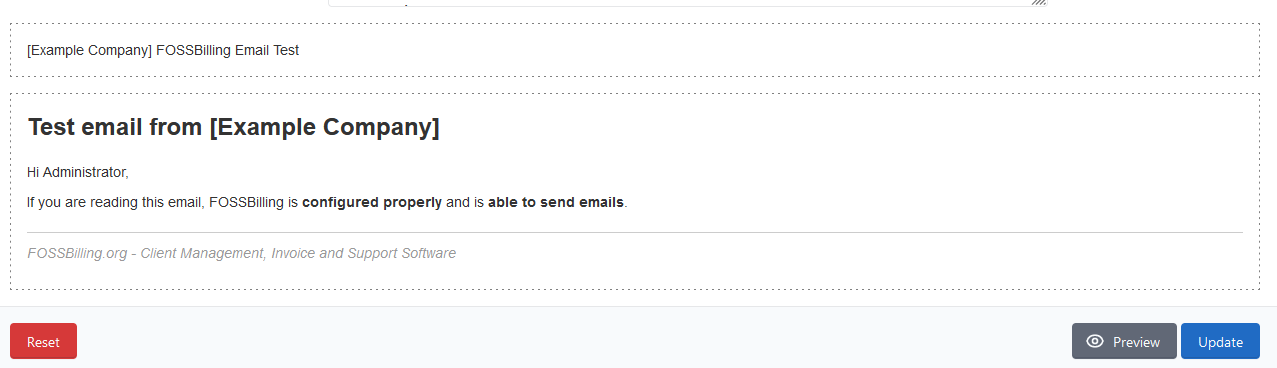 [Example Company] FOSSBilling Email Test
Test email from [Example Company]
Hi Administrator,
If you are reading this email, FOSSBilling is configured properly and is able to send emails.
FOSSBilling.org - Client Management, Invoice and Support Software
Reset
Preview
Update